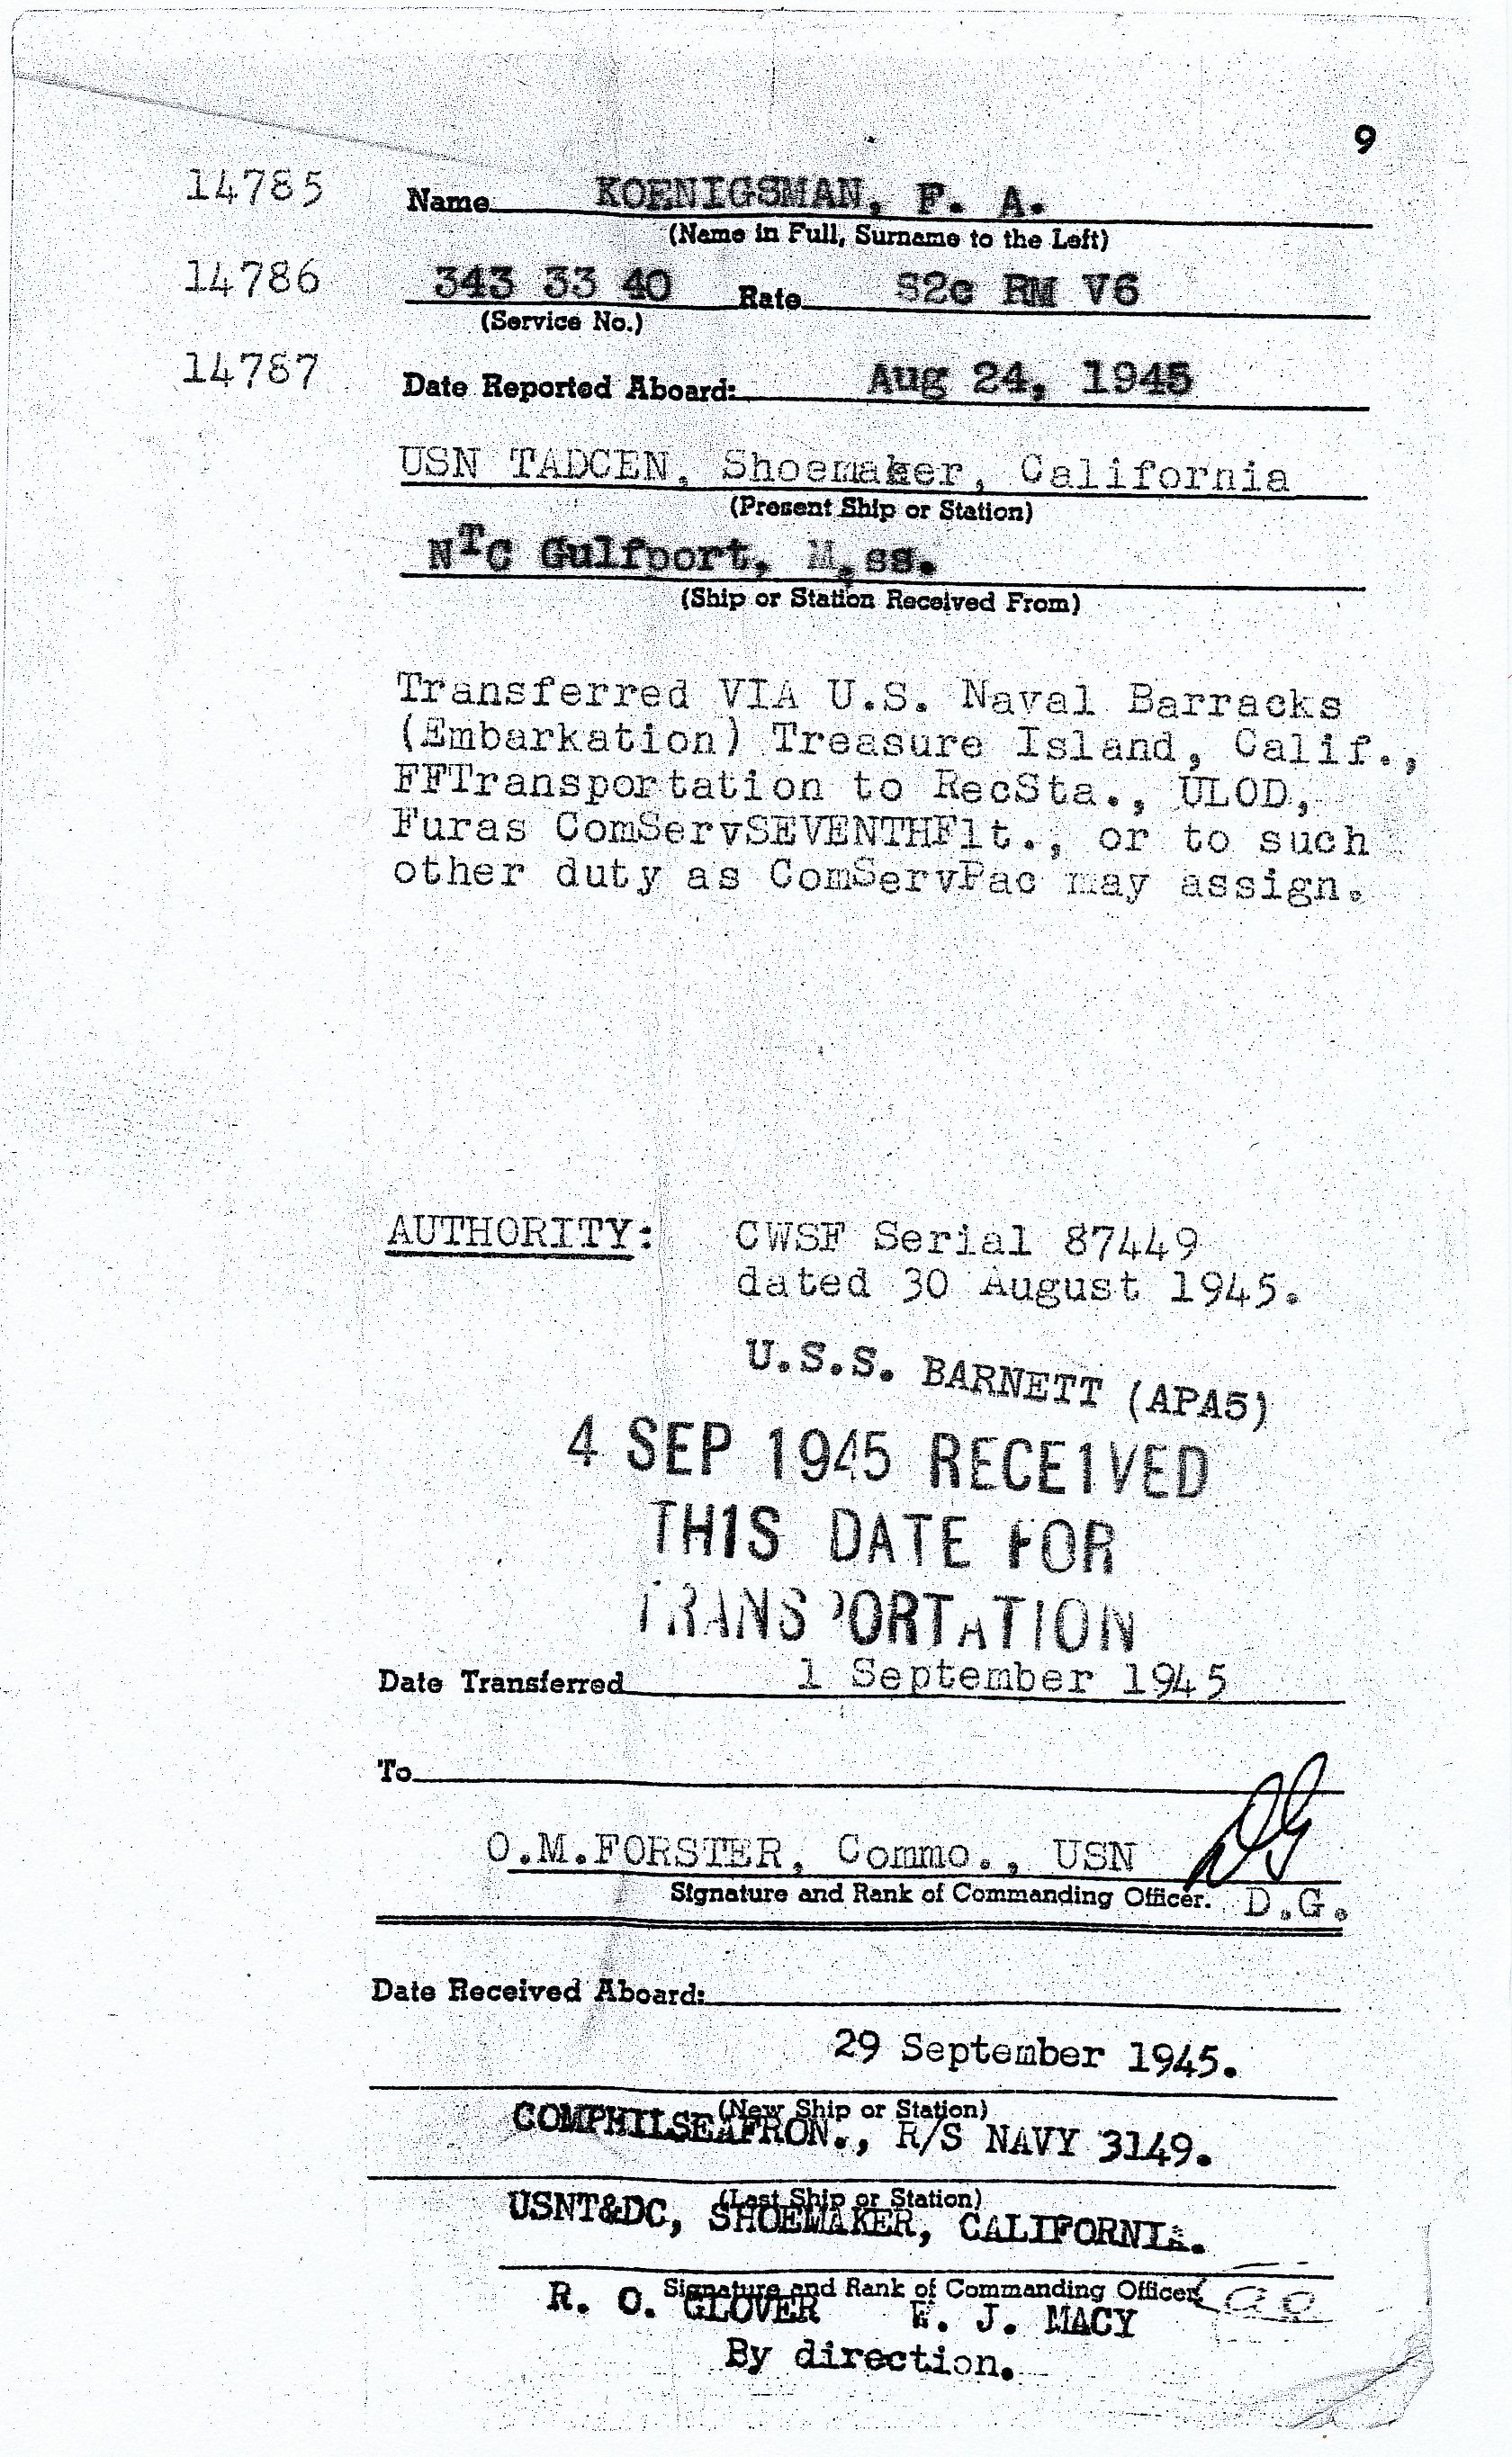 9
14785 Name KOENIGSMAN, F. A.
(Name in Full, Surname to the Left)
14786 343 33 40 Rate S2c RM V6
(Service No.)
14787 Date Reported Aboard: Aug 24, 1945
USN TADCEN, Shoemaker, California
(Present Ship or Station)
NTC Gulfport, M ss.
(Ship or Station Received From)
Transferred VIA U.S. Naval Barracks
(Embarkation) Treasure Island, Calif.,
FFTransportation to RecSta., ULOD,
Furas ComServSEVENTHFlt., or to such
other duty as ComServPac may assign.
AUTHORITY: CWSF Serial 87449
dated 30 August 1945.
U.S.S. BARNETT (APA5)
4 SEP 1945 RECEIVED
THIS DATE FOR
TRANSPORTATION
Date Transferred 1 September 1945
To
DG
O.M.FORSTER, Commo., USN
Signature and Rank of Commanding Officer. D.G.
Date Received Aboard:
29 September 1945.
(New Ship or Station)
COMPHILSEAFRON., R/S NAVY 3149.
(Last Ship or Station)
USNT&DC, SHOEMAKER, CALIFORNIA.
Signature and Rank of Commanding Officer
R. O. GLOVER J. MACY
By direction.